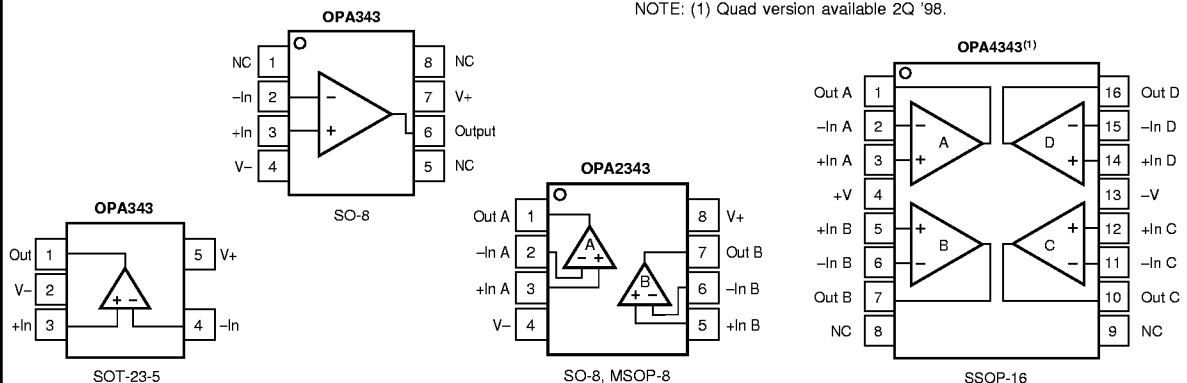 NOTE: (1) Quad version available 2Q '98.
OPA343
NC 1 8 NC
–In 2 – 7 V+
+In 3 + 6 Output
V– 4 5 NC
SO-8
OPA343
Out 1 5 V+
V– 2
+ –
+In 3 4 –In
SOT-23-5
OPA2343
Out A 1 8 V+
A
–In A 2 – + 7 Out B
B
+In A 3 + – 6 –In B
V– 4 5 +In B
SO-8, MSOP-8
OPA4343(1)
Out A 1 16 Out D
–In A 2 – – 15 –In D
A D
+In A 3 + + 14 +In D
+V 4 13 –V
+In B 5 + + 12 +In C
B C
–In B 6 – – 11 –In C
Out B 7 10 Out C
NC 8 9 NC
SSOP-16